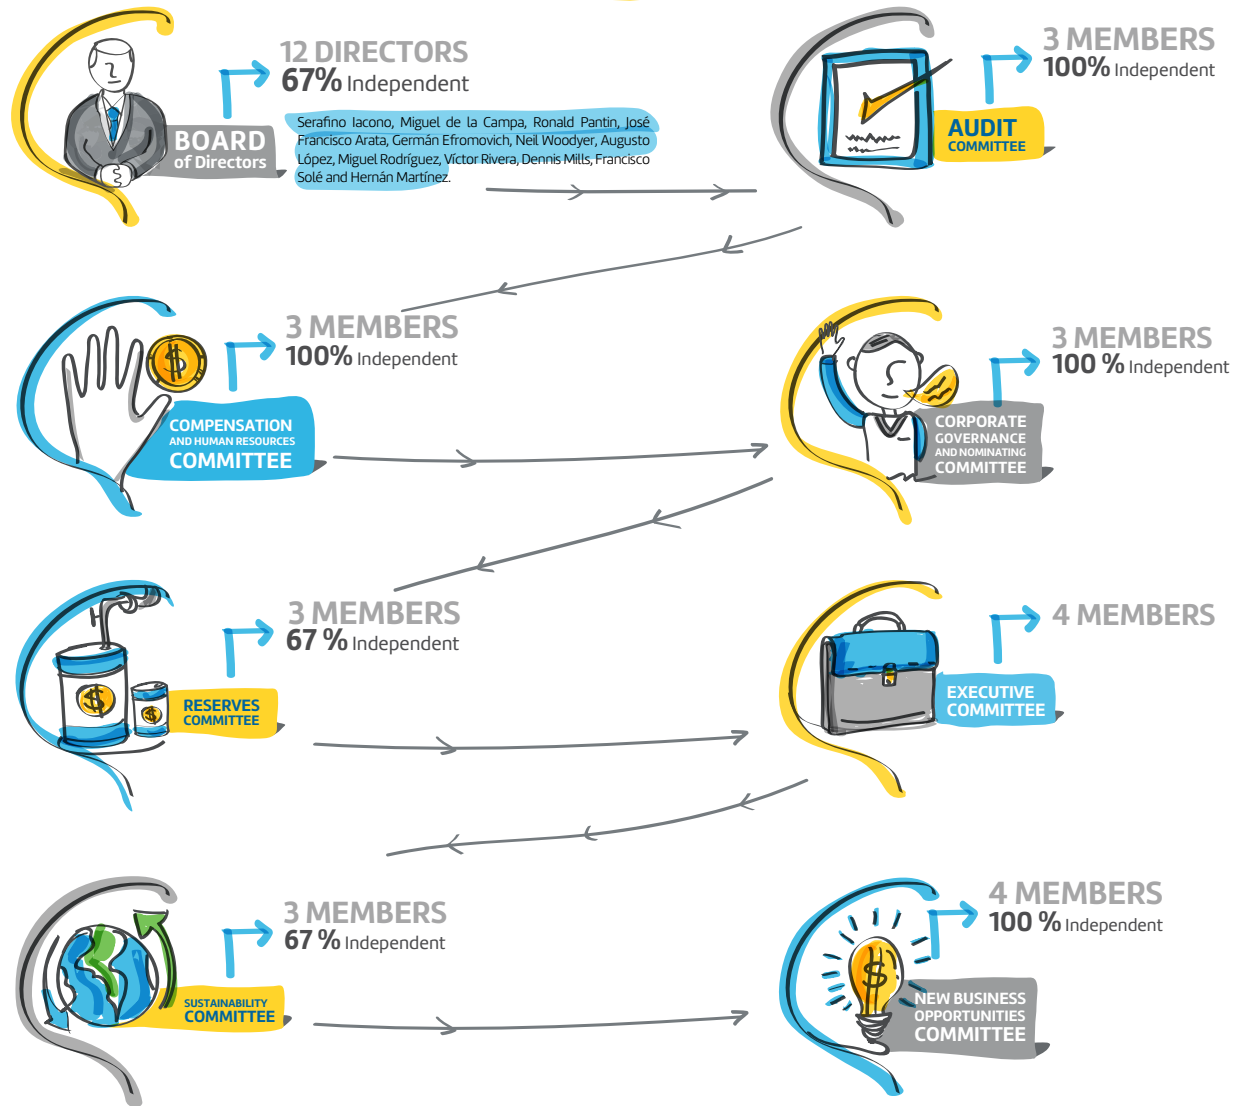 12 DIRECTORS
67% Independent
BOARD
of Directors
Serafino Iacono, Miguel de la Campa, Ronald Pantin, José
Francisco Arata, Germán Efromovich, Neil Woodyer, Augusto
López, Miguel Rodríguez, Víctor Rivera, Dennis Mills, Francisco
Solé and Hernán Martínez.
3 MEMBERS
100% Independent
AUDIT
COMMITTEE
3 MEMBERS
100% Independent
$
COMPENSATION
AND HUMAN RESOURCES
COMMITTEE
3 MEMBERS
100 % Independent
CORPORATE
GOVERNANCE
AND NOMINATING
COMMITTEE
3 MEMBERS
67 % Independent
$
$
RESERVES
COMMITTEE
4 MEMBERS
EXECUTIVE
COMMITTEE
3 MEMBERS
67 % Independent
SUSTAINABILITY
COMMITTEE
4 MEMBERS
100 % Independent
$
NEW BUSINESS
OPPORTUNITIES
COMMITTEE